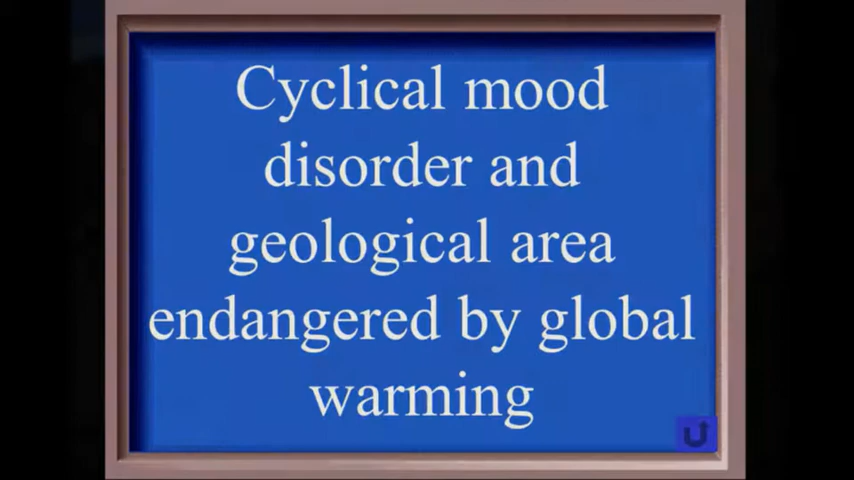 Cyclical mood
disorder and
geological area
endangered by global
warming